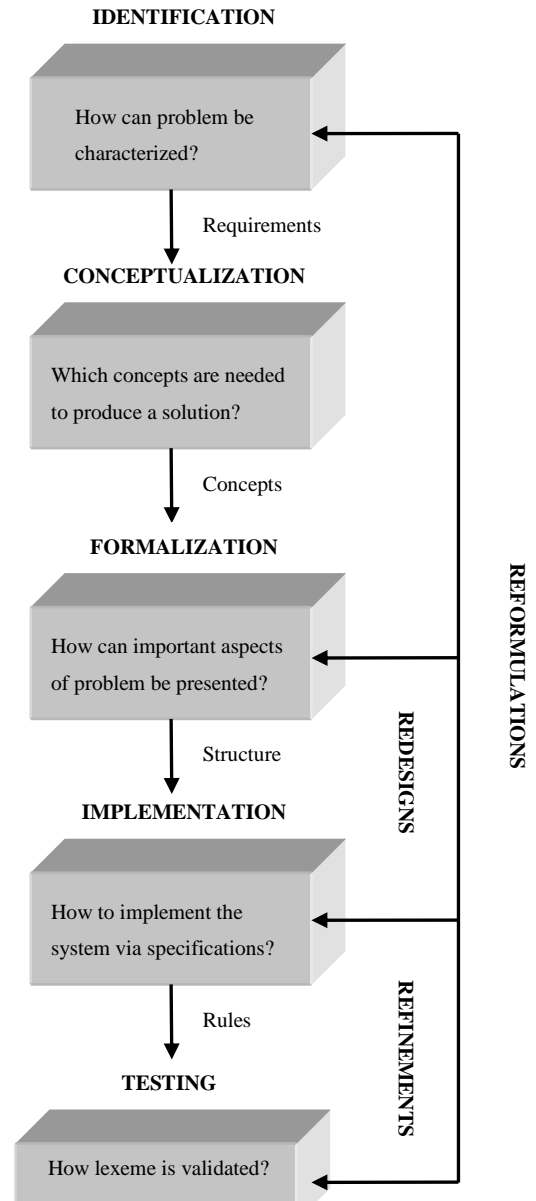 IDENTIFICATION
How can problem be
characterized?
Requirements
CONCEPTUALIZATION
Which concepts are needed
to produce a solution?
Concepts
FORMALIZATION
How can important aspects
of problem be presented?
Structure
IMPLEMENTATION
How to implement the
system via specifications?
Rules
TESTING
How lexeme is validated?
REFORMULATIONS
REDESIGNS
REFINEMENTS